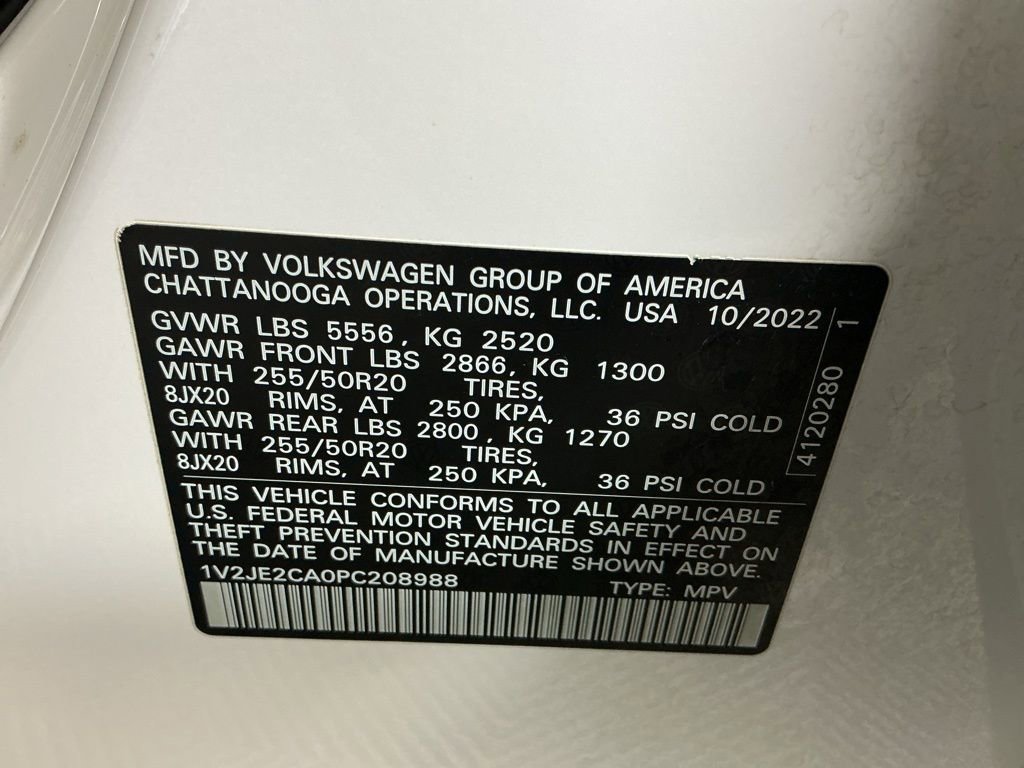 MFD BY VOLKSWAGEN GROUP OF AMERICA
CHATTANOOGA OPERATIONS, LLC. USA 10/2022
GVWR LBS 5556, KG 2520
GAWR FRONT LBS 2866, KG 1300
WITH 255/50R20 TIRES,
8JX20 RIMS, AT 250 KPA, 36 PSI COLD
GAWR REAR LBS 2800, KG 1270
WITH 255/50R20 TIRES,
8JX20 RIMS, AT 250 KPA, 36 PSI COLD
4120280 1
THIS VEHICLE CONFORMS TO ALL APPLICABLE
U.S. FEDERAL MOTOR VEHICLE SAFETY AND
THEFT PREVENTION STANDARDS IN EFFECT ON
THE DATE OF MANUFACTURE SHOWN ABOVE.
1V2JE2CA0PC208988 TYPE: MPV